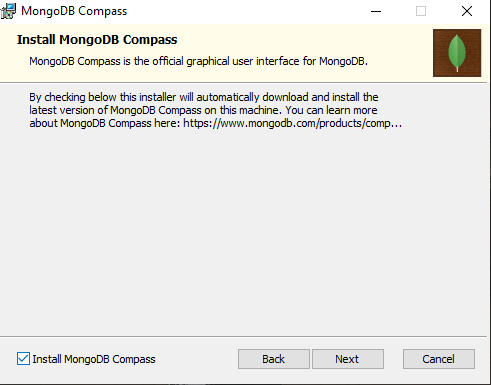 MongoDB Compass
Install MongoDB Compass
MongoDB Compass is the official graphical user interface for MongoDB.
By checking below this installer will automatically download and install the
latest version of MongoDB Compass on this machine. You can learn more
about MongoDB Compass here: https://www.mongodb.com/products/comp...
Install MongoDB Compass
Back
Next
Cancel